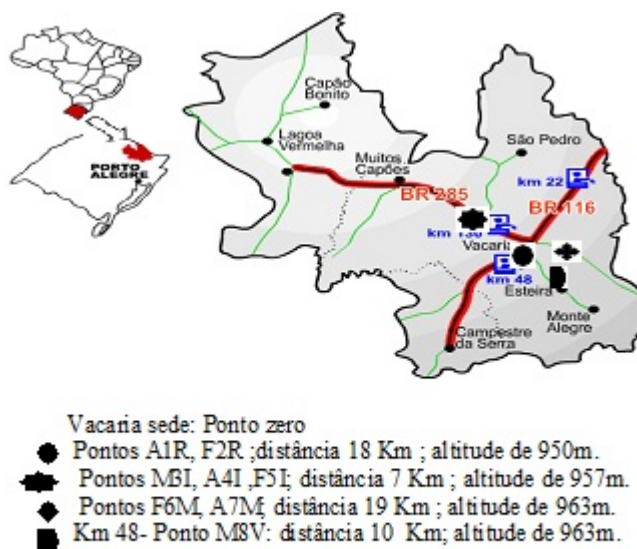 PORTO
ALEGRE
Capão
Bonito
Lagoa
Vermelha
Muitos
Capões
São Pedro
km 22
BR 285
BR 116
km 130
Vacaria
km 48
Esteira
Monte
Alegre
Campestre
da Serra
Vacaria sede: Ponto zero
Pontos A1R, F2R ;distância 18 Km ; altitude de 950m.
Pontos M3I, A4I ,F5I; distância 7 Km ; altitude de 957m.
Pontos F6M, A7M; distância 19 Km ; altitude de 963m.
Km 48- Ponto M8V: distância 10 Km; altitude de 963m.